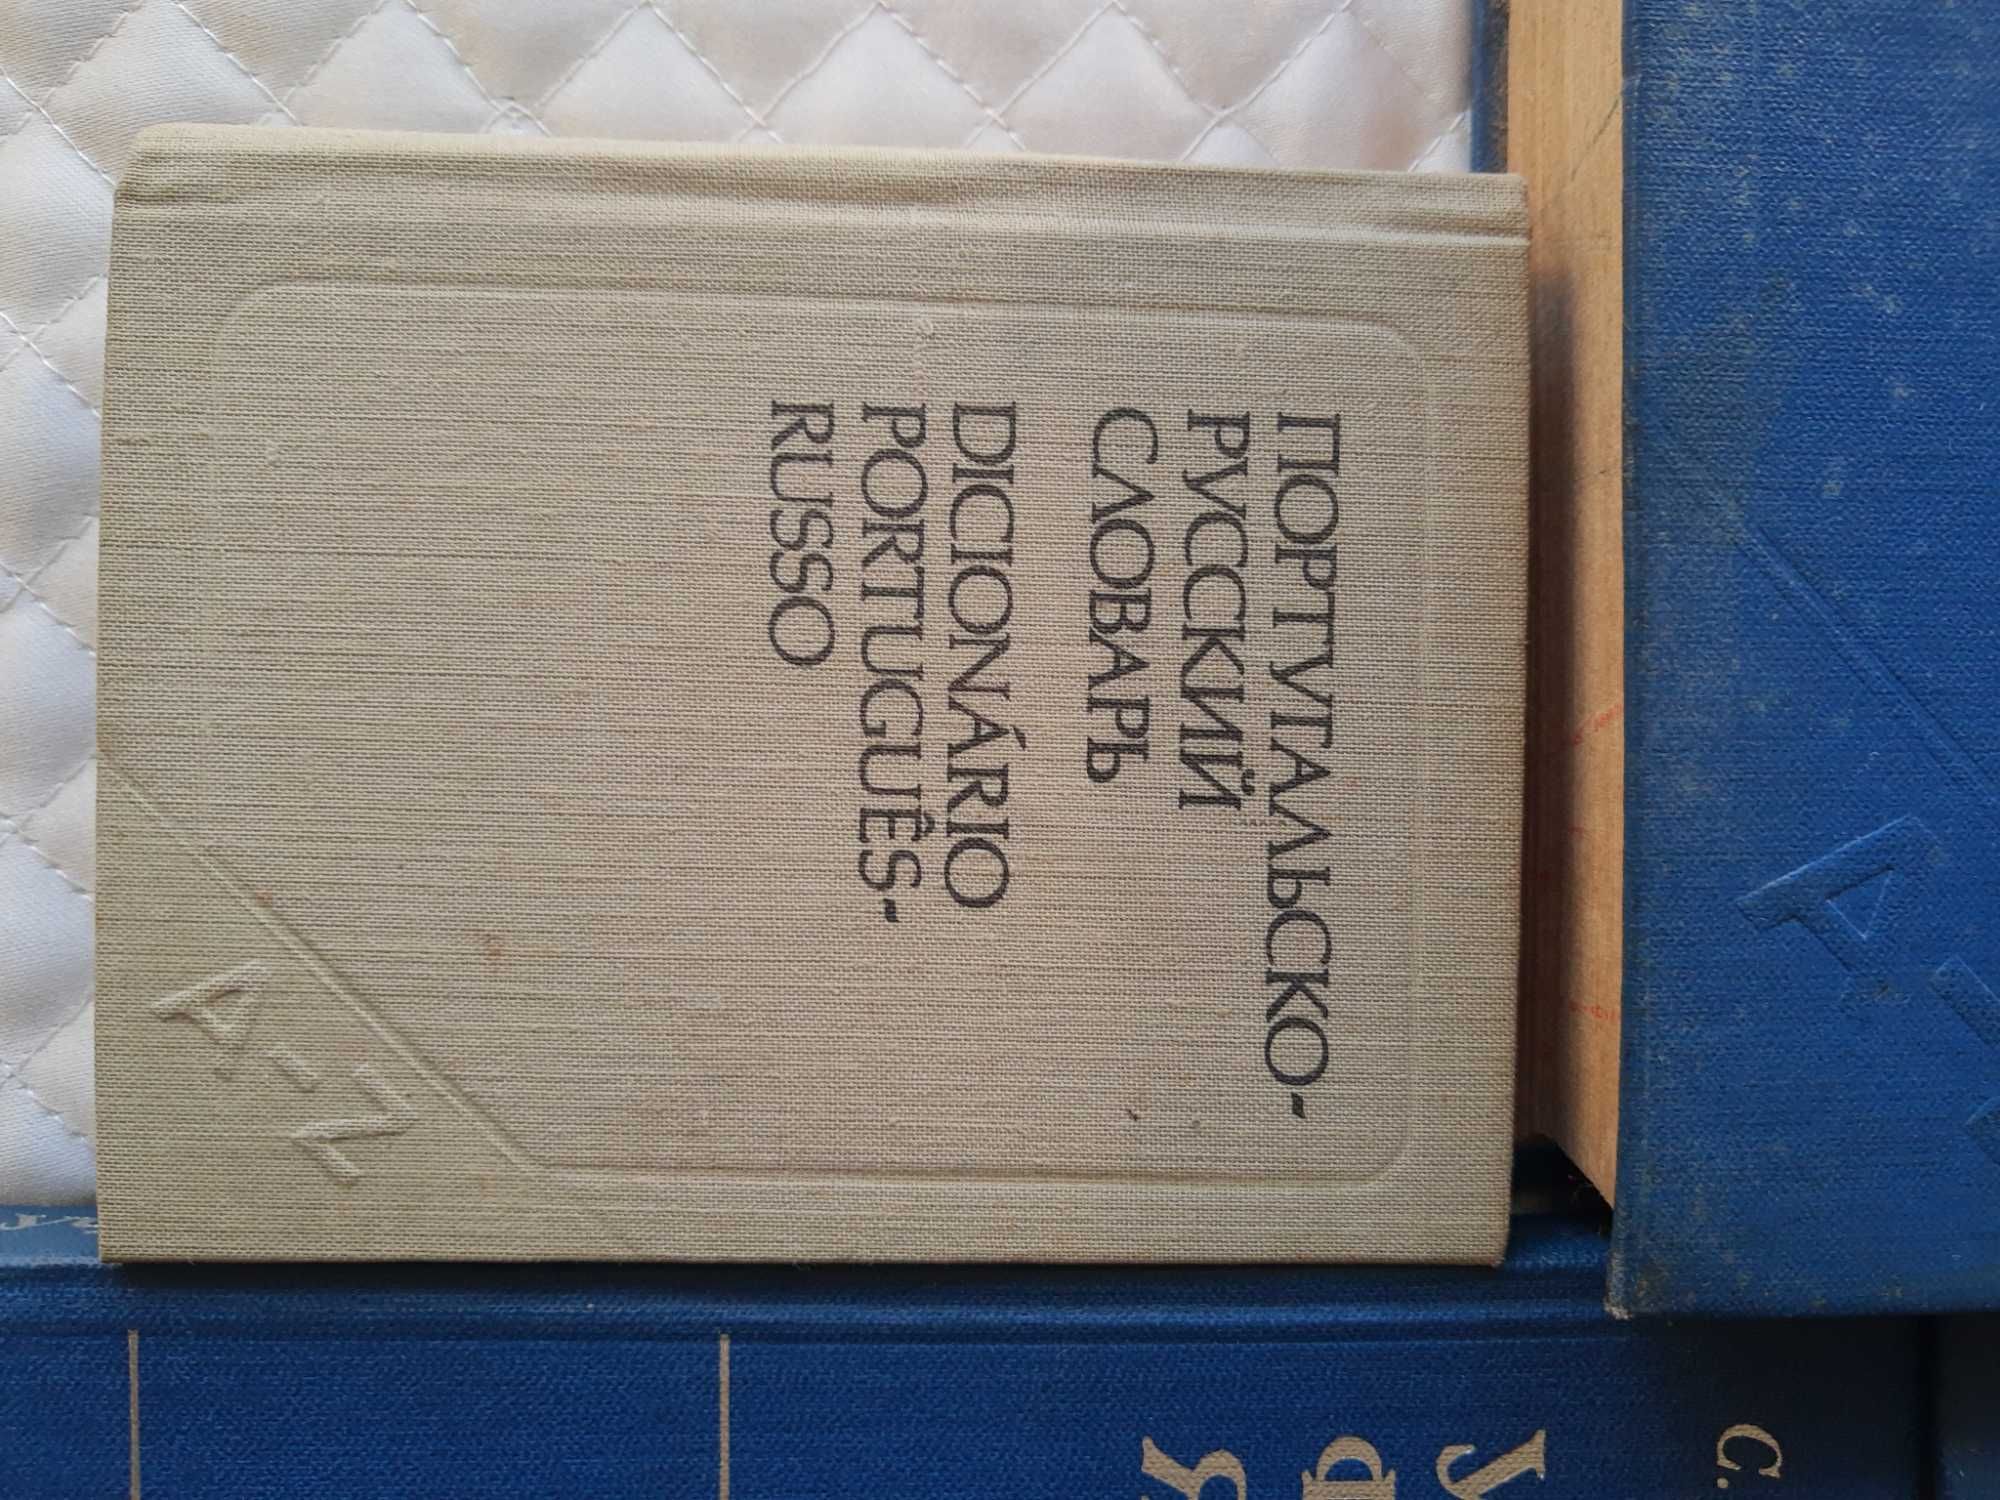 ПОРТУГАЛЬСКО-
РУССКИЙ
СЛОВАРЬ
DICIONÁRIO
PORTUGUÊS-
RUSSO
A-Z
С.